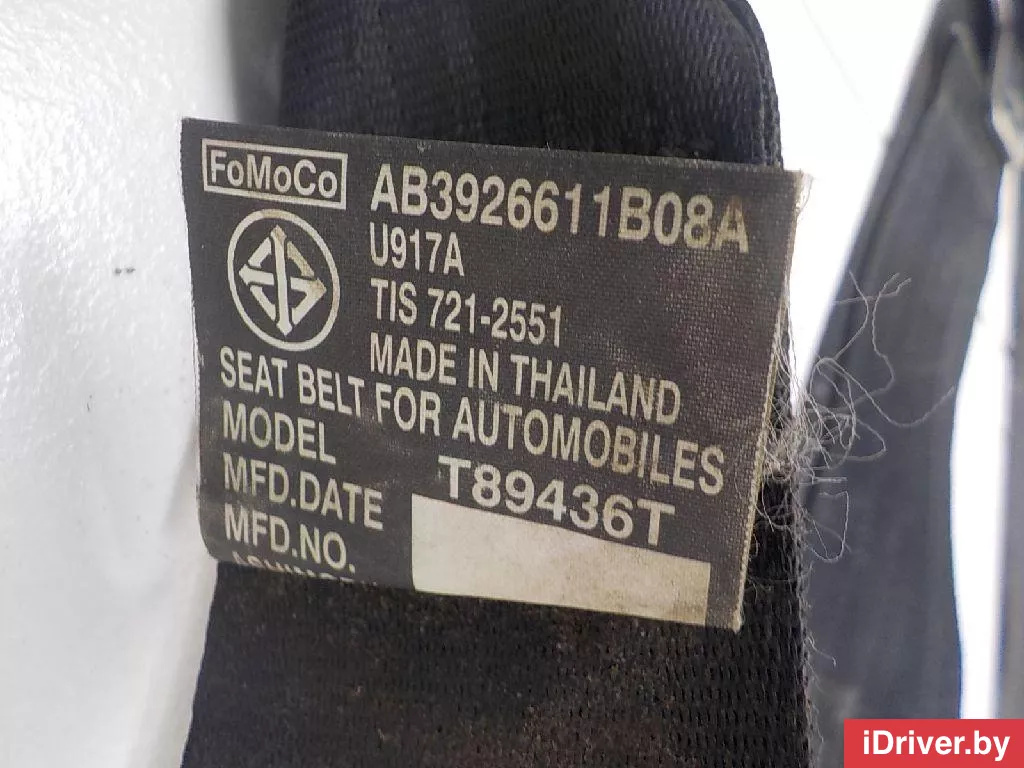 FoMoCo
AB3926611B08A
U917A
TIS 721-2551
MADE IN THAILAND
SEAT BELT FOR AUTOMOBILES
MODEL T89436T
MFD.DATE
MFD.NO.
iDriver.by